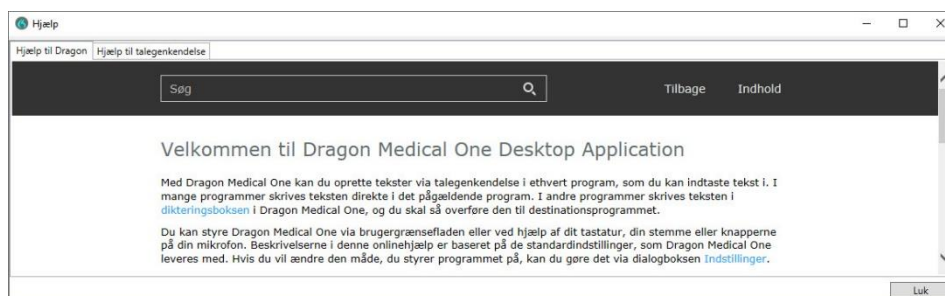 Hjælp
Hjælp til Dragon Hjælp til talegenkendelse
Søg Tilbage Indhold
Velkommen til Dragon Medical One Desktop Application
Med Dragon Medical One kan du oprette tekster via talegenkendelse i ethvert program, som du kan indtaste tekst i. I
mange programmer skrives teksten direkte i det pågældende program. I andre programmer skrives teksten i
dikteringsboksen i Dragon Medical One, og du skal så overføre den til destinationsprogrammet.
Du kan styre Dragon Medical One via brugergrænsefladen eller ved hjælp af dit tastatur, din stemme eller knapperne
på din mikrofon. Beskrivelserne i denne onlinehjælp er baseret på de standardindstillinger, som Dragon Medical One
leveres med. Hvis du vil ændre den måde, du styrer programmet på, kan du gøre det via dialogboksen Indstillinger.
Luk